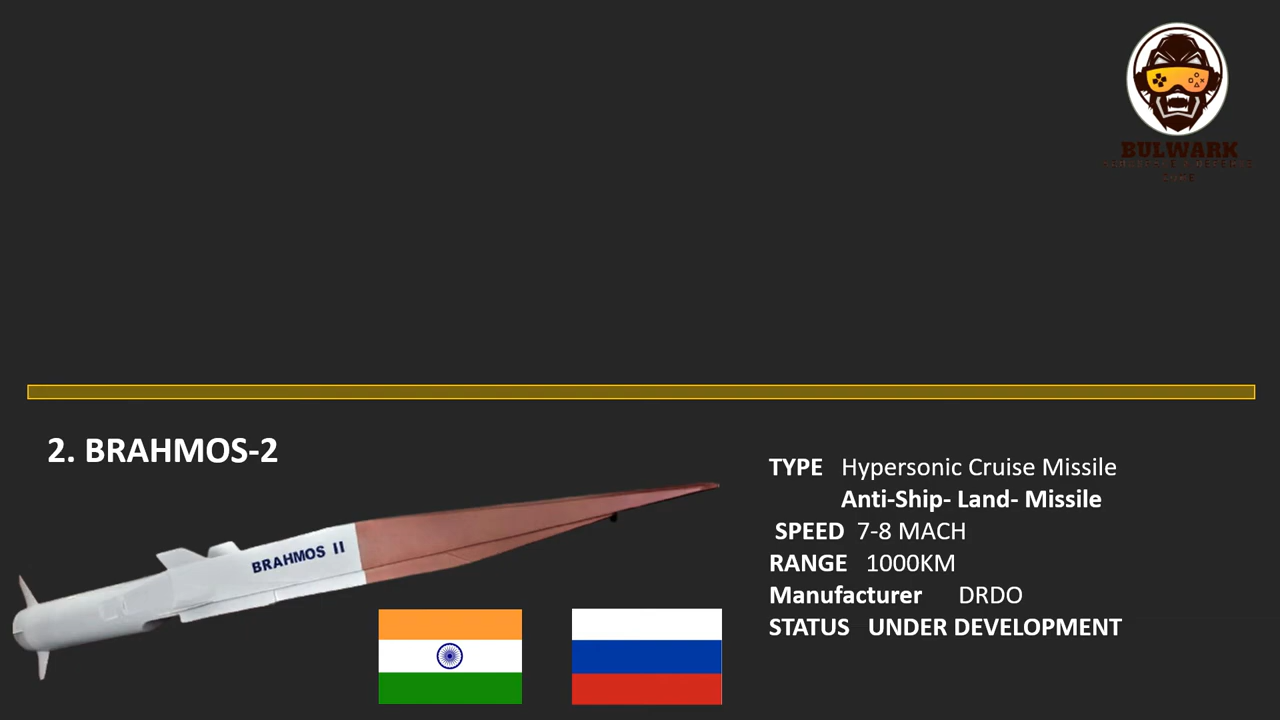 BULWARK
2. BRAHMOS-2
TYPE Hypersonic Cruise Missile
Anti-Ship- Land- Missile
SPEED 7-8 MACH
RANGE 1000KM
Manufacturer DRDO
STATUS UNDER DEVELOPMENT
BRAHMOS II